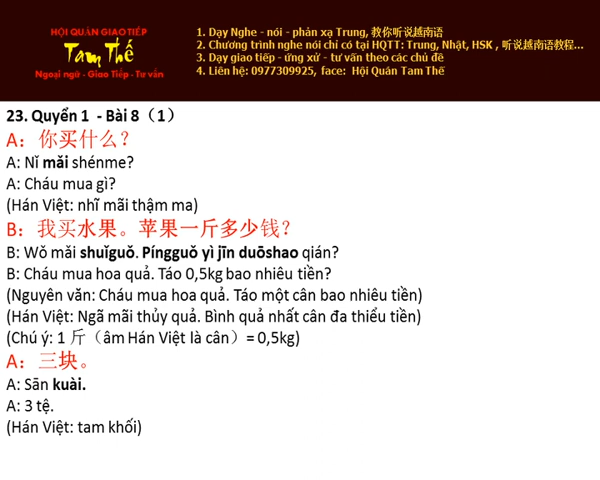 HỘI QUÁN GIAO TIẾP
Tam Thế
Ngoại ngữ - Giao Tiếp - Tư vấn
1. Dạy Nghe - nói - phản xạ Trung, 教你听说越南语
2. Chương trình nghe nói chỉ có tại HQTT: Trung, Nhật, HSK , 听说越南语教程...
3. Dạy giao tiếp - ứng xử - tư vấn theo các chủ đề
4. Liên hệ: 0977309925, face: Hội Quán Tam Thế
23. Quyển 1 - Bài 8（1）
A：你买什么？
A: Nǐ mǎi shénme?
A: Cháu mua gì?
(Hán Việt: nhĩ mãi thậm ma)
B：我买水果。苹果一斤多少钱？
B: Wǒ mǎi shuǐguǒ. Píngguǒ yì jīn duōshao qián?
B: Cháu mua hoa quả. Táo 0,5kg bao nhiêu tiền?
(Nguyên văn: Cháu mua hoa quả. Táo một cân bao nhiêu tiền)
(Hán Việt: Ngã mãi thủy quả. Bình quả nhất cân đa thiểu tiền)
(Chú ý: 1 斤（âm Hán Việt là cân）= 0,5kg)
A：三块。
A: Sān kuài.
A: 3 tệ.
(Hán Việt: tam khối)